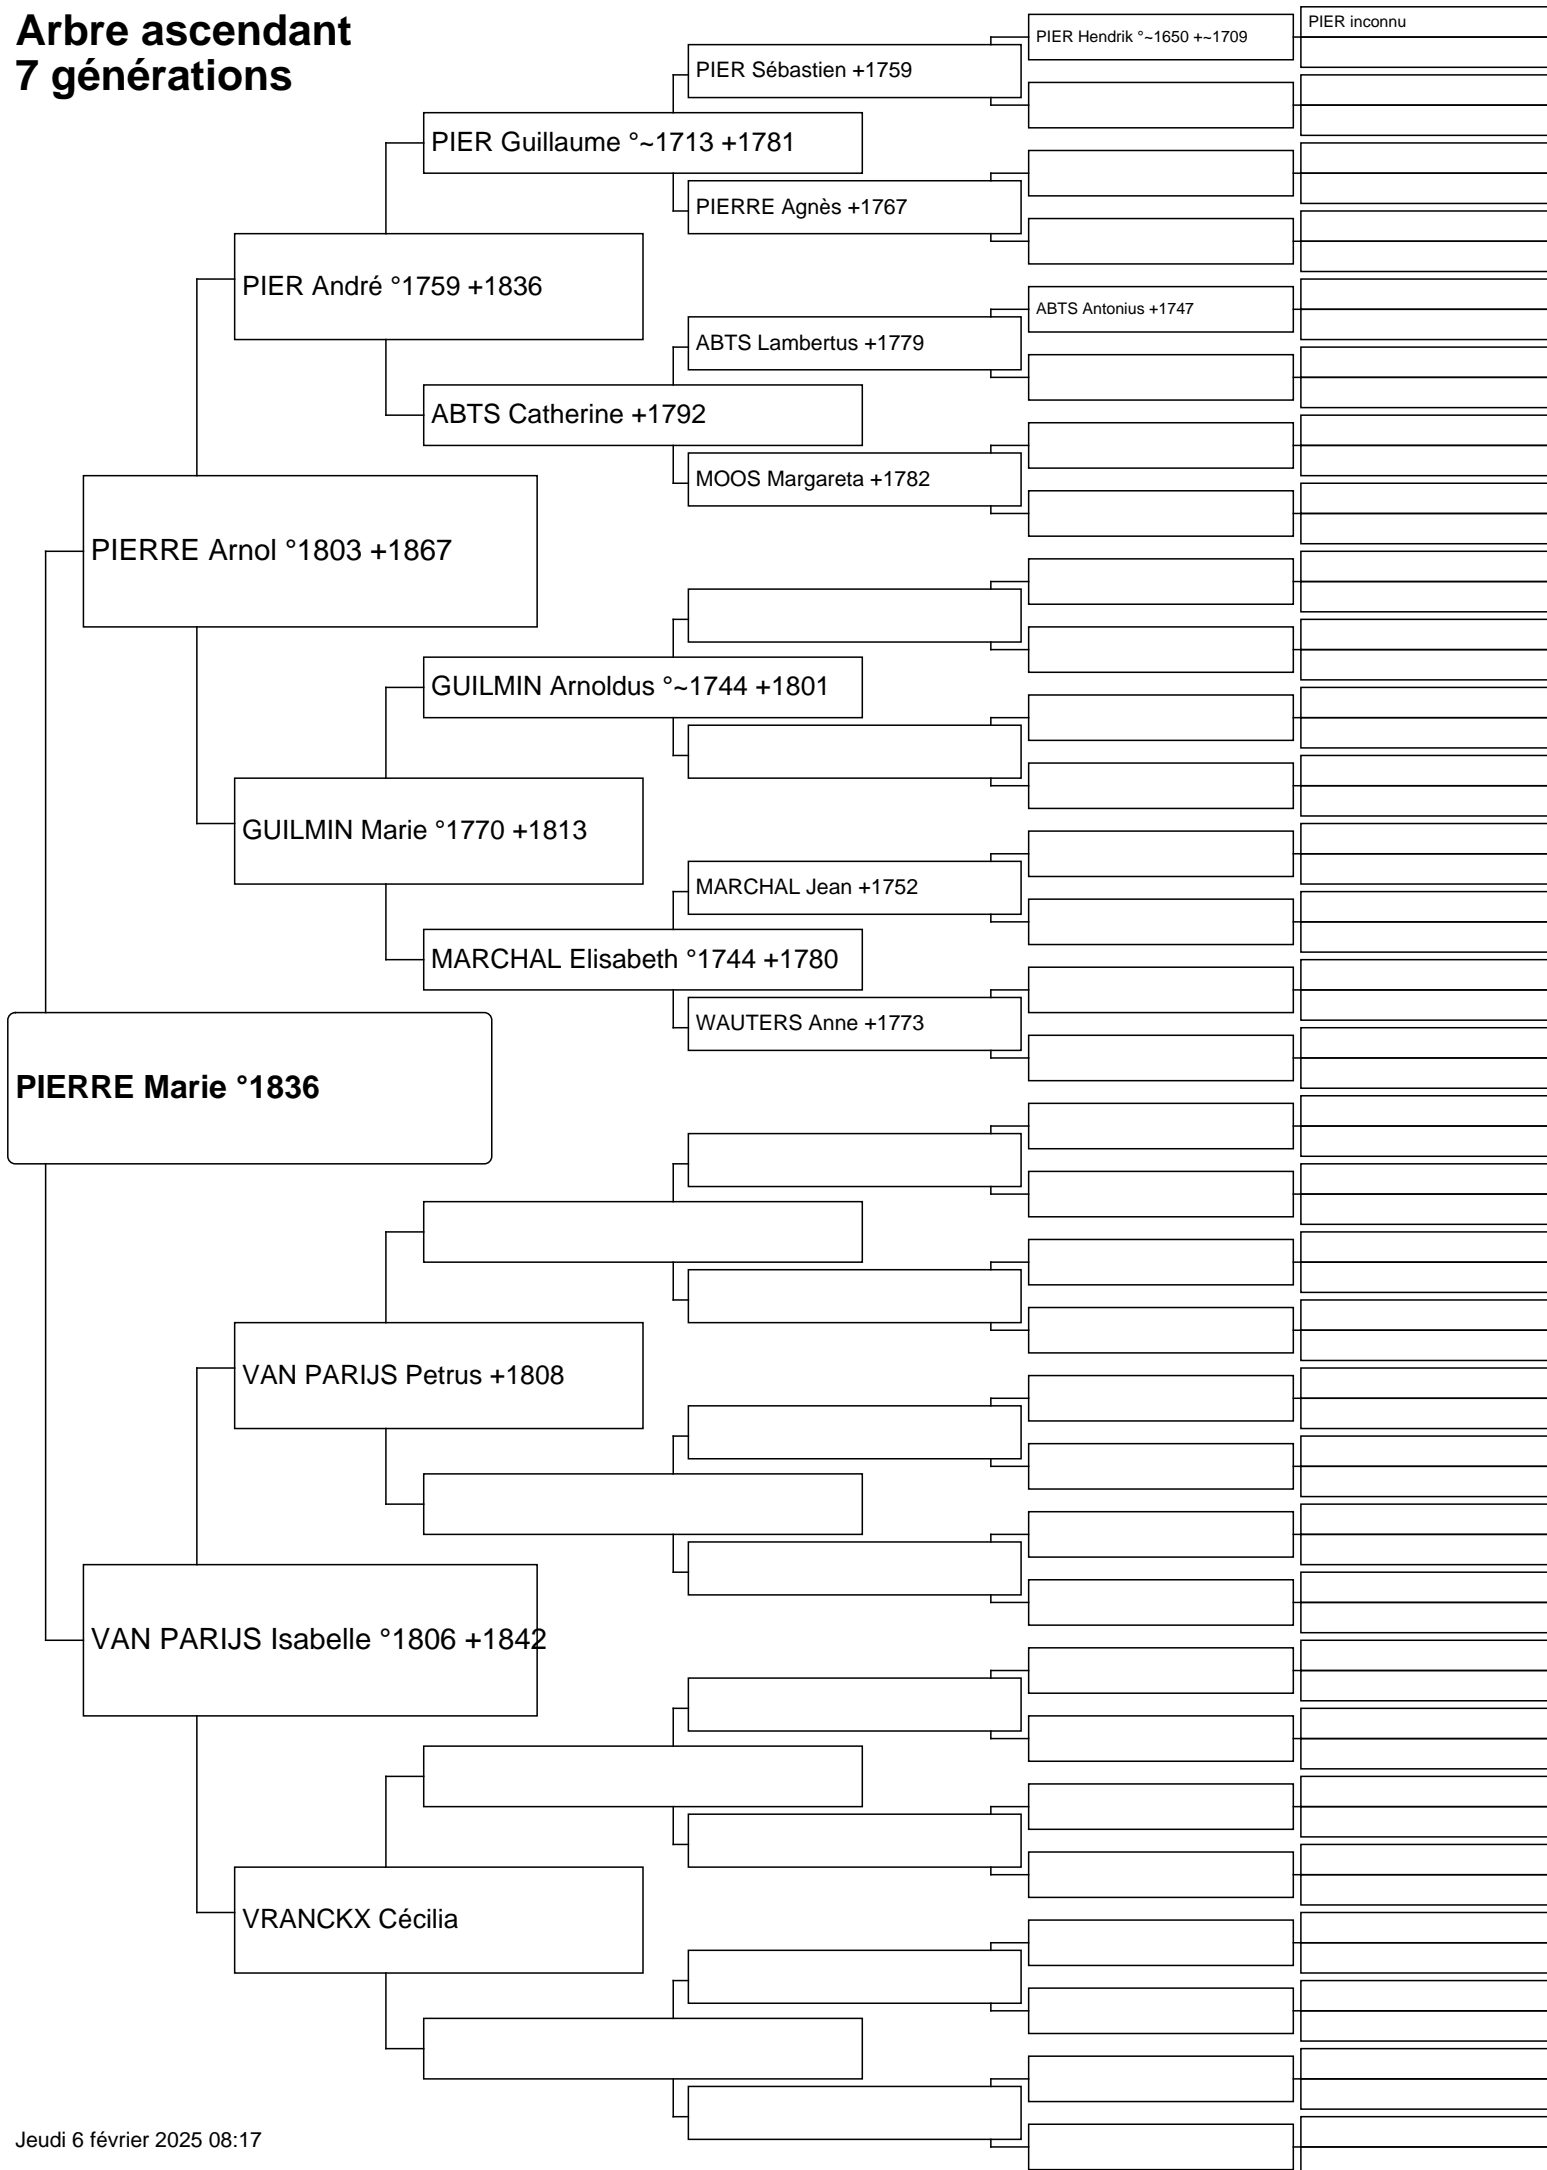 Arbre ascendant
7 générations
PIER Hendrik °~1650 +~1709
PIER inconnu
PIER Sébastien +1759
PIER Guillaume °~1713 +1781
PIERRE Agnès +1767
PIER André °1759 +1836
ABTS Antonius +1747
ABTS Lambertus +1779
ABTS Catherine +1792
MOOS Margareta +1782
PIERRE Arnol °1803 +1867
GUILMIN Arnoldus °~1744 +1801
GUILMIN Marie °1770 +1813
MARCHAL Jean +1752
MARCHAL Elisabeth °1744 +1780
WAUTERS Anne +1773
PIERRE Marie °1836
VAN PARIJS Petrus +1808
VAN PARIJS Isabelle °1806 +1842
VRANCKX Cécilia
Jeudi 6 février 2025 08:17